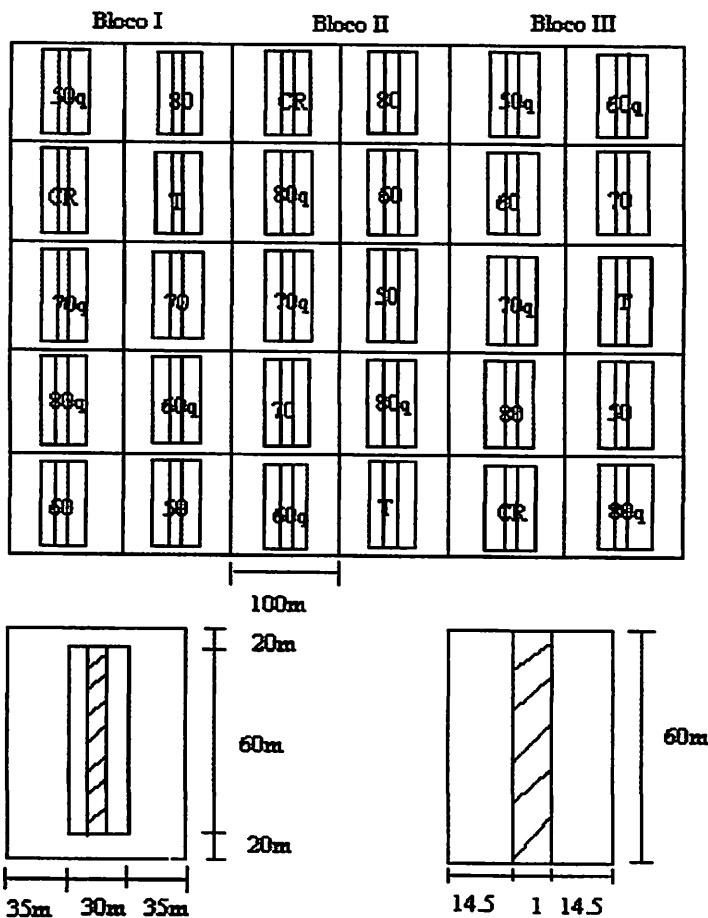 Bloco I Bloco II Bloco III
50q 80 CR 80 50q 60q
CR T 80q 60 60 70
70q 70 70q 50 70q T
80q 60q 70 80q 80 50
60 50 60q T CR 80q
100m
20m
60m 60m
20m
35m 30m 35m 14.5 1 14.5